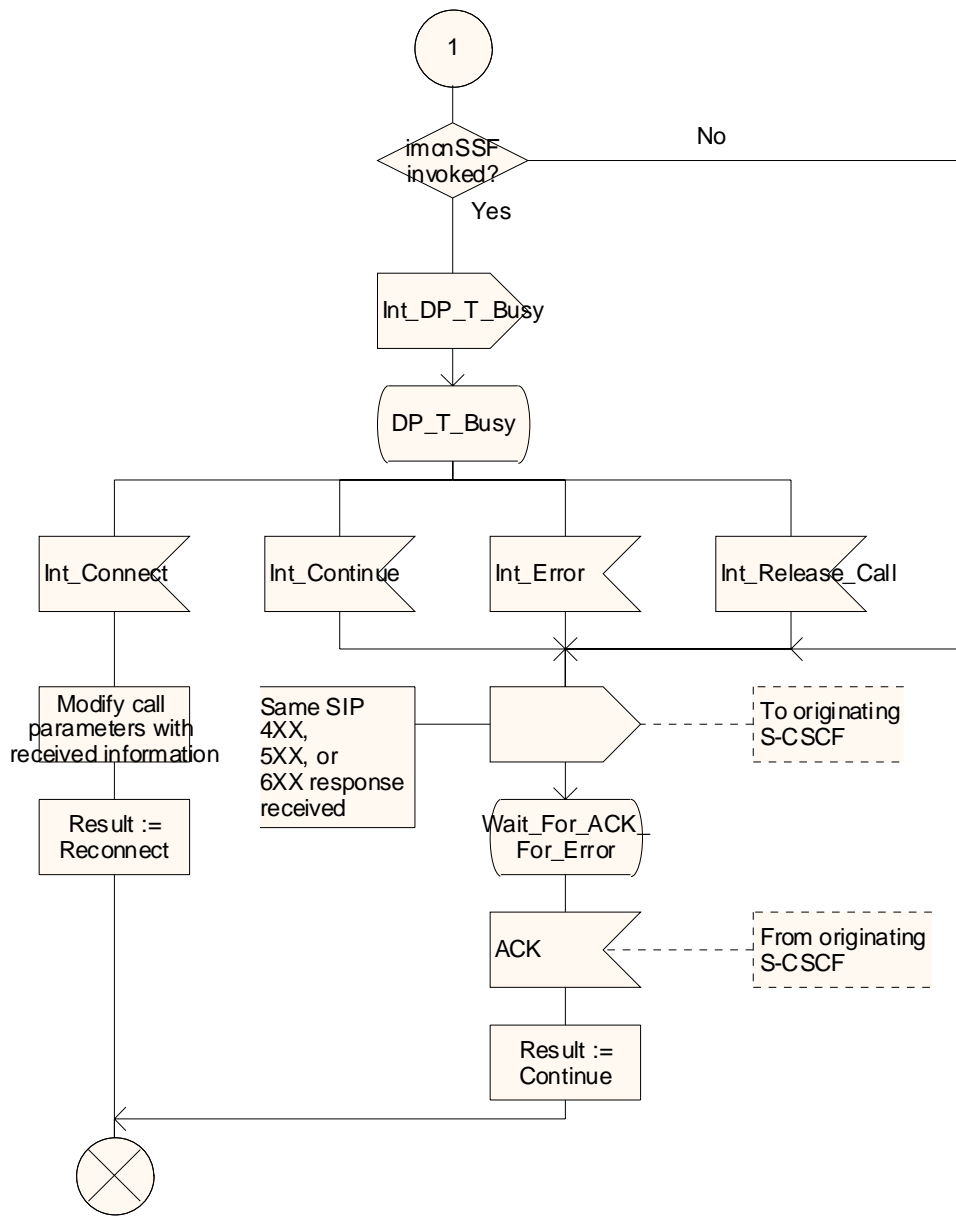 1
imcnSSF
invoked?
No
Yes
Int_DP_T_Busy
DP_T_Busy
Int_Connect
Int_Continue
Int_Error
Int_Release_Call
Modify call
parameters with
received information
Same SIP
4XX,
5XX, or
6XX response
received
To originating
S-CSCF
Result :=
Reconnect
Wait_For_ACK_
For_Error
ACK
From originating
S-CSCF
Result :=
Continue